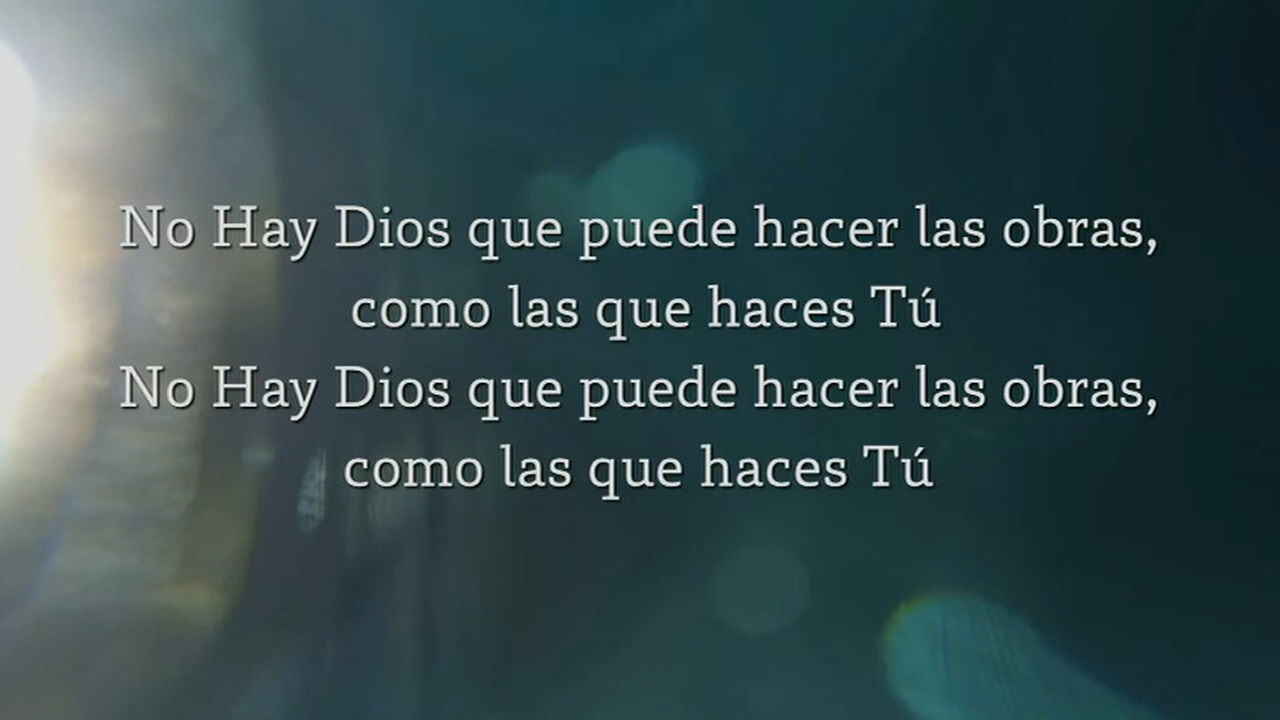 No Hay Dios que puede hacer las obras,
como las que haces Tú
No Hay Dios que puede hacer las obras,
como las que haces Tú